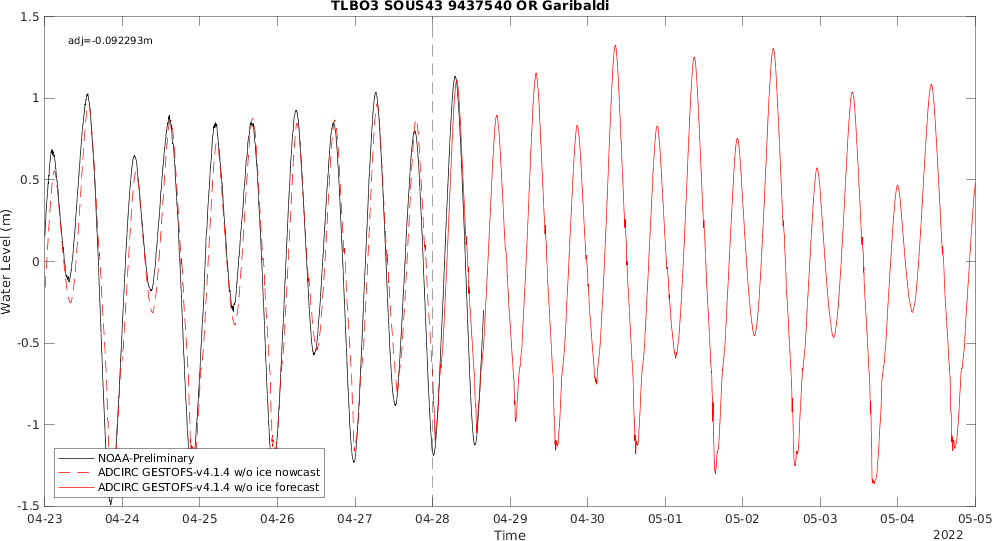 TLBO3 SOUS43 9437540 OR Garibaldi
adj=-0.092293m
Water Level (m)
1.5
1
0.5
0
-0.5
-1
-1.5
NOAA-Preliminary
ADCIRC GESTOFS-v4.1.4 w/o ice nowcast
ADCIRC GESTOFS-v4.1.4 w/o ice forecast
04-23 04-24 04-25 04-26 04-27 04-28 04-29 04-30 05-01 05-02 05-03 05-04 05-05
Time
2022